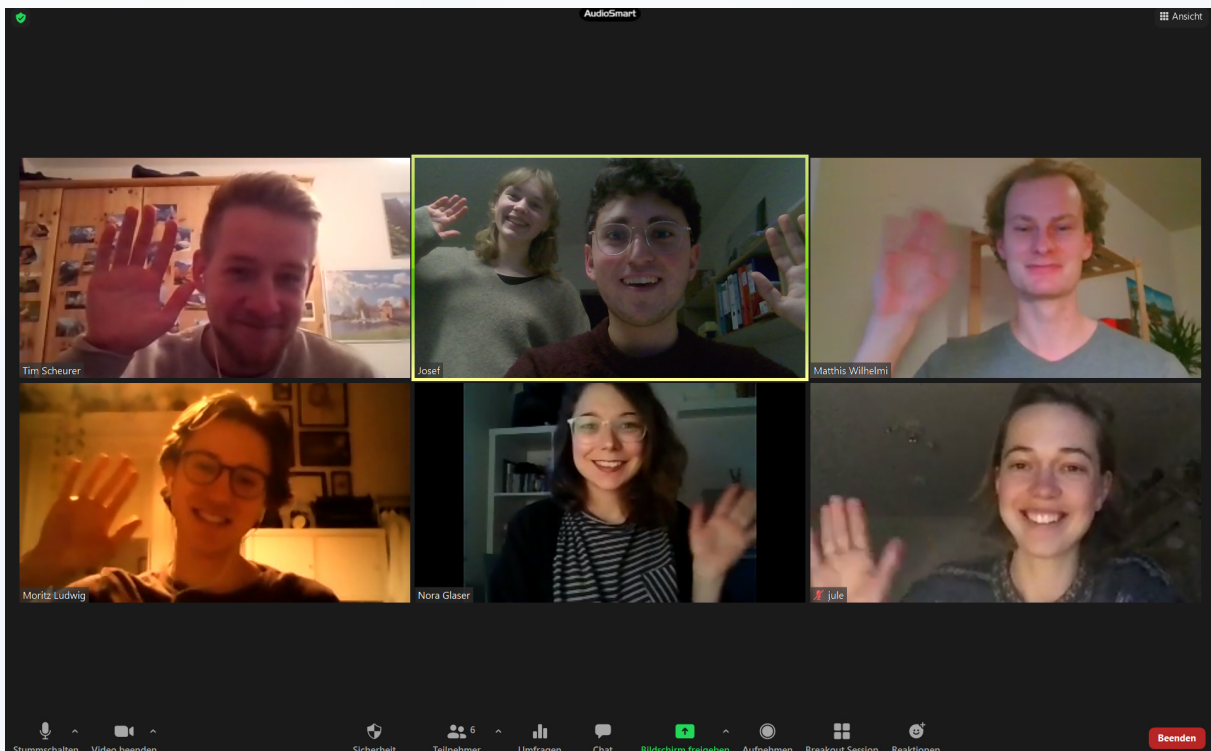 AudioSmart
Ansicht
Tim Scheurer
Josef
Matthis Wilhelmi
Moritz Ludwig
Nora Glaser
jule
6
Stummschalten
Video beenden
Sicherheit
Teilnehmer
Umfragen
Chat
Bildschirm freigeben
Aufnehmen
Breakout Session
Reaktionen
Beenden